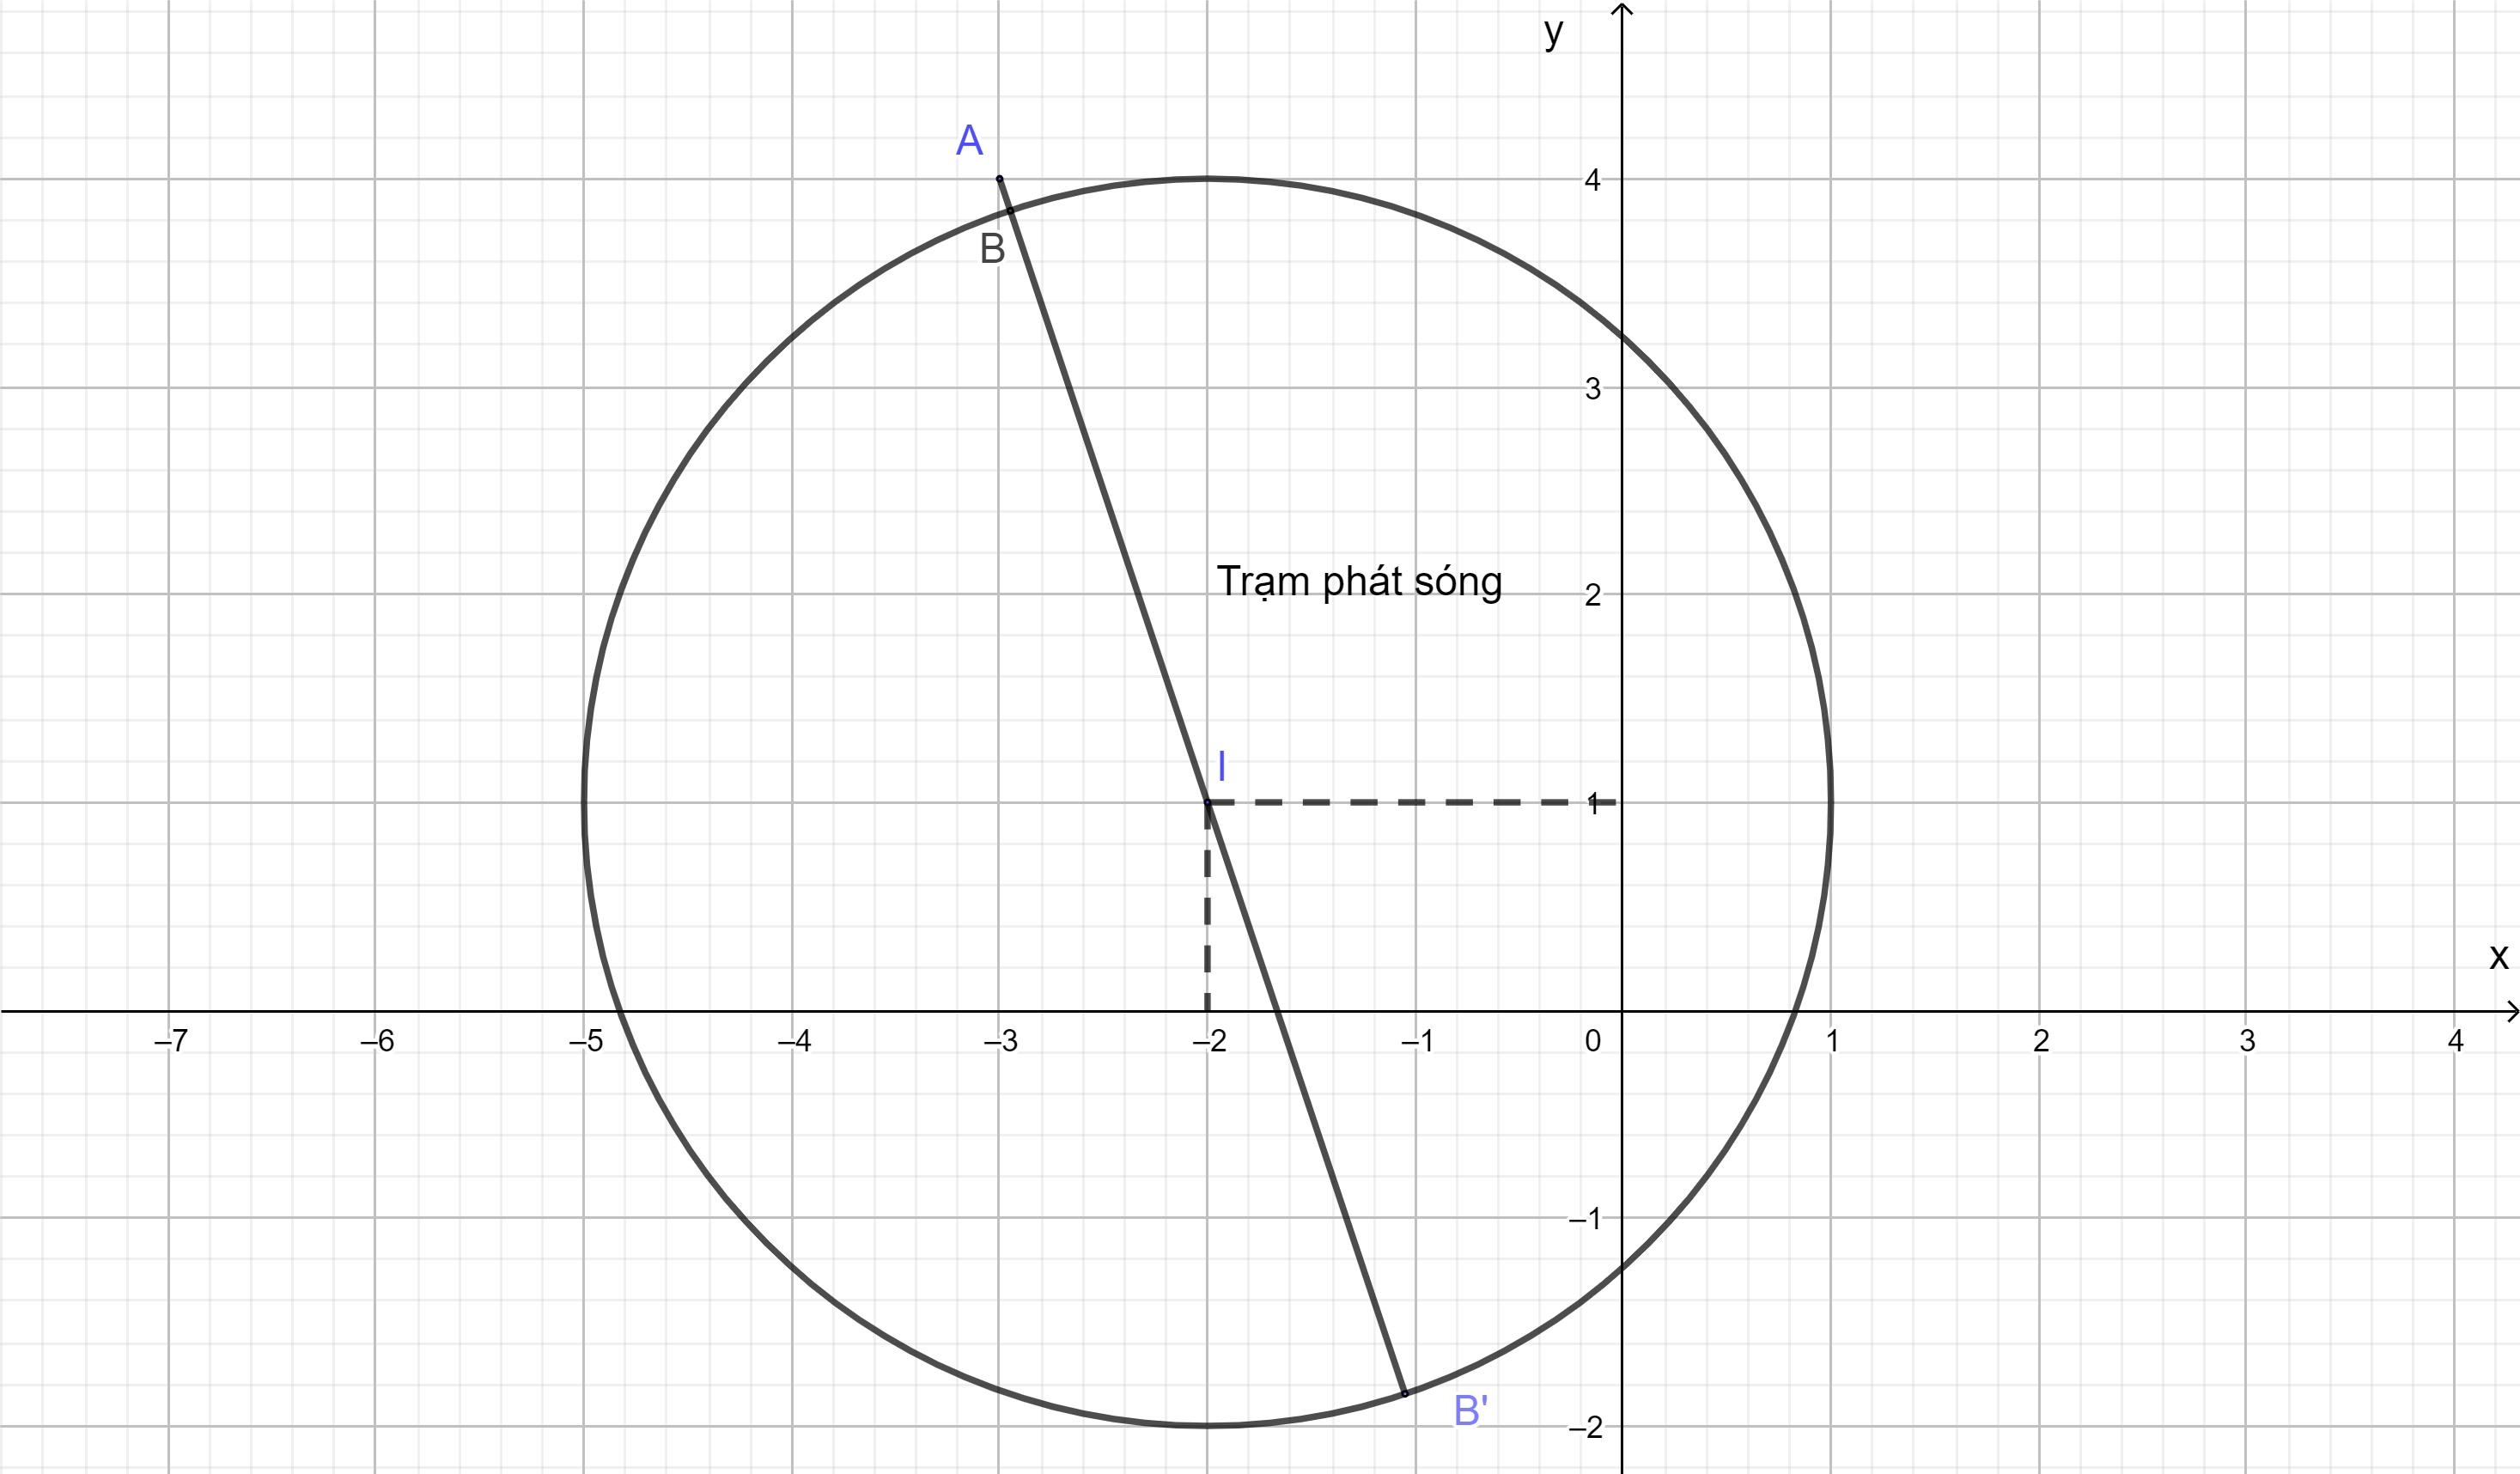 y
A
4
B
3
Trạm phát sóng
2
I
1
x
–7 –6 –5 –4 –3 –2 –1 0 1 2 3 4
–1
B'
–2